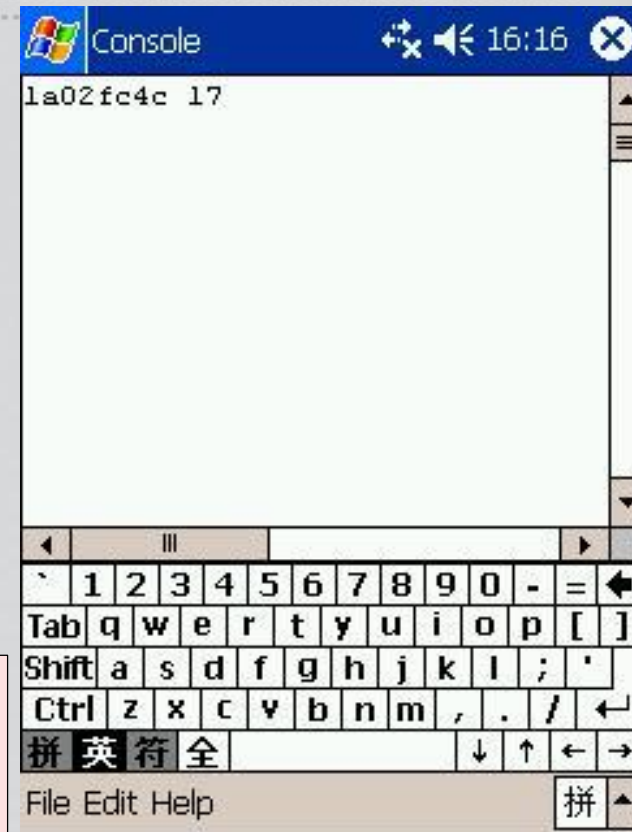 Console 16:16
1a02fc4c 17
` 1 2 3 4 5 6 7 8 9 0 - =
Tab q w e r t y u i o p [ ]
Shift a s d f g h j k l ; '
Ctrl z x c v b n m , . /
拼 英 符 全
File Edit Help 拼